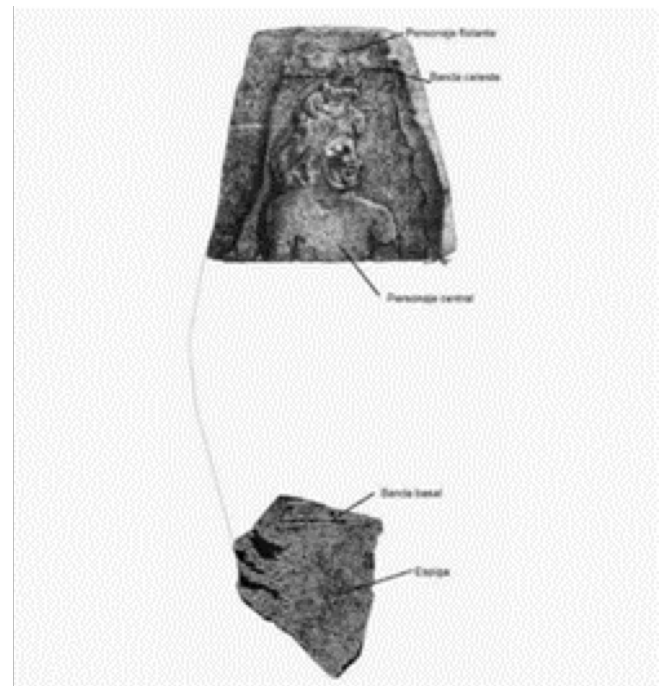 Personaje flotante
Banda celeste
Personaje central
Banda basal
Espiga